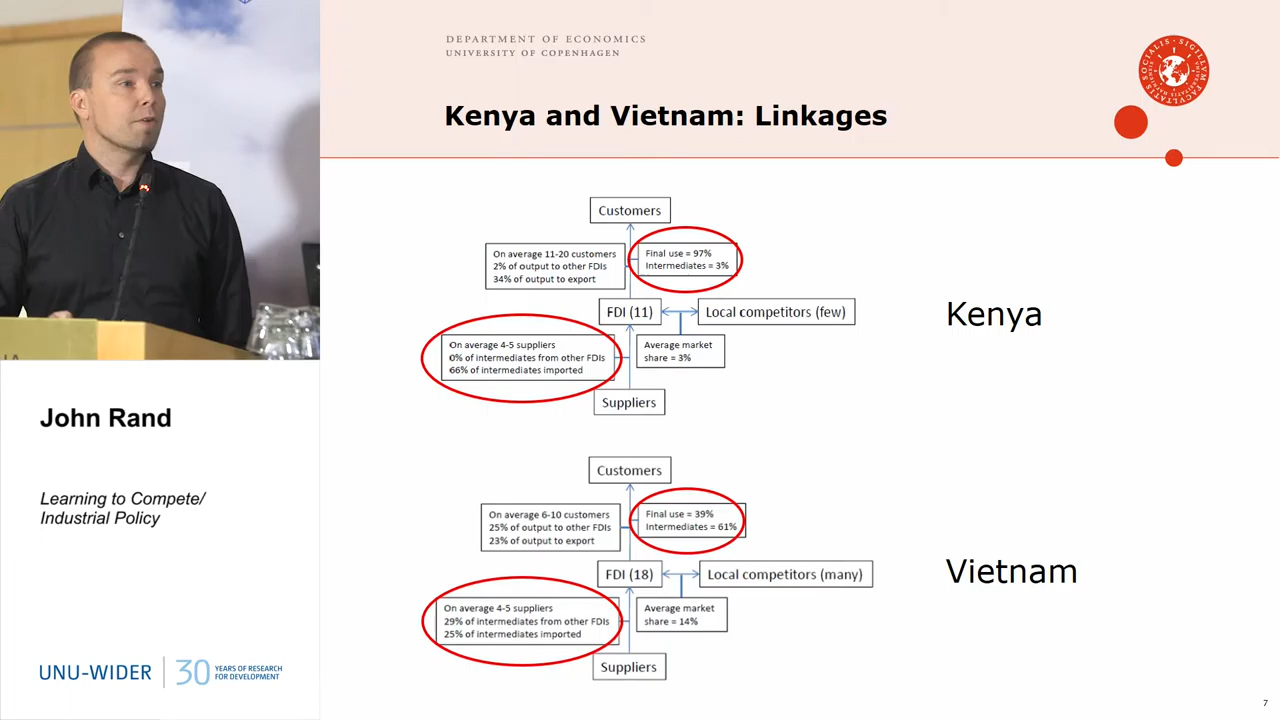 DEPARTMENT OF ECONOMICS
UNIVERSITY OF COPENHAGEN
Kenya and Vietnam: Linkages
Customers
On average 11-20 customers
2% of output to other FDIs
34% of output to export
Final use = 97%
Intermediates = 3%
FDI (11)
Local competitors (few)
Kenya
On average 4-5 suppliers
0% of intermediates from other FDIs
66% of intermediates imported
Average market
share = 3%
Suppliers
Customers
On average 6-10 customers
25% of output to other FDIs
23% of output to export
Final use = 39%
Intermediates = 61%
FDI (18)
Local competitors (many)
Vietnam
On average 4-5 suppliers
29% of intermediates from other FDIs
25% of intermediates imported
Average market
share = 14%
Suppliers
7
John Rand
Learning to Compete/
Industrial Policy
UNU-WIDER
30 YEARS OF RESEARCH
FOR DEVELOPMENT